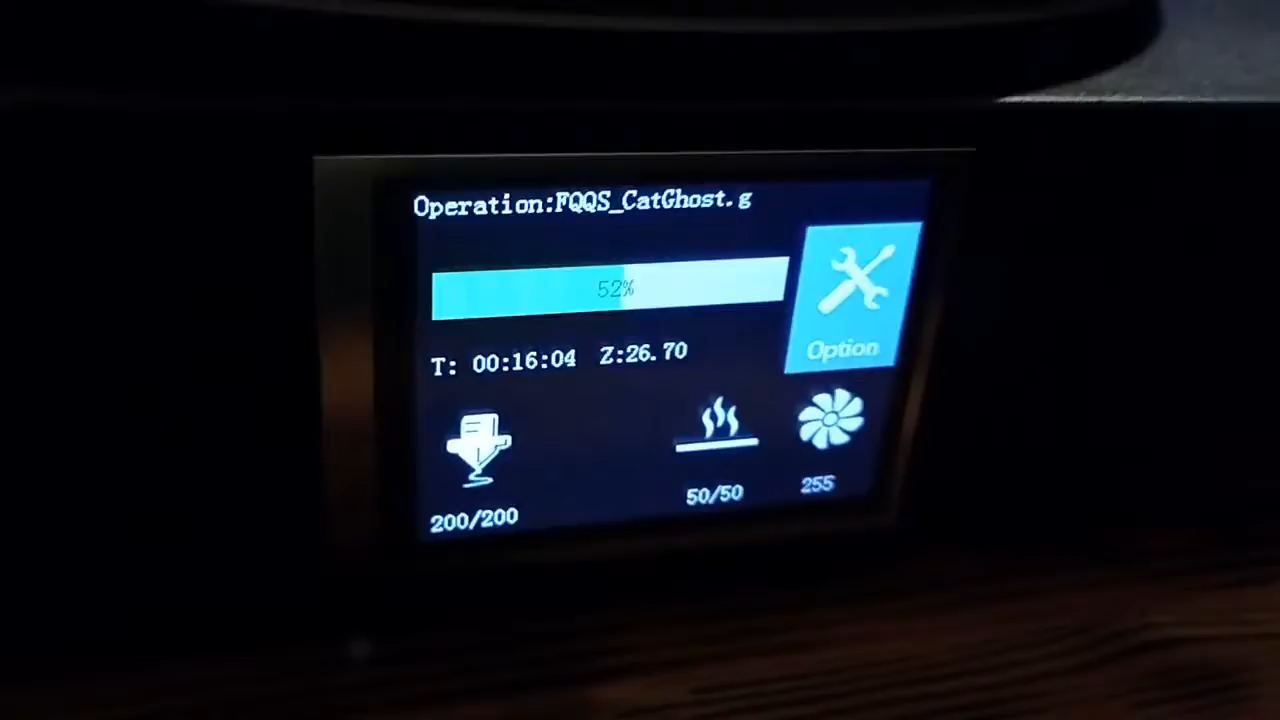 Operation:FQQS_CatGhost.g
52%
T: 00:16:04 Z:26.70
Option
200/200
50/50
255